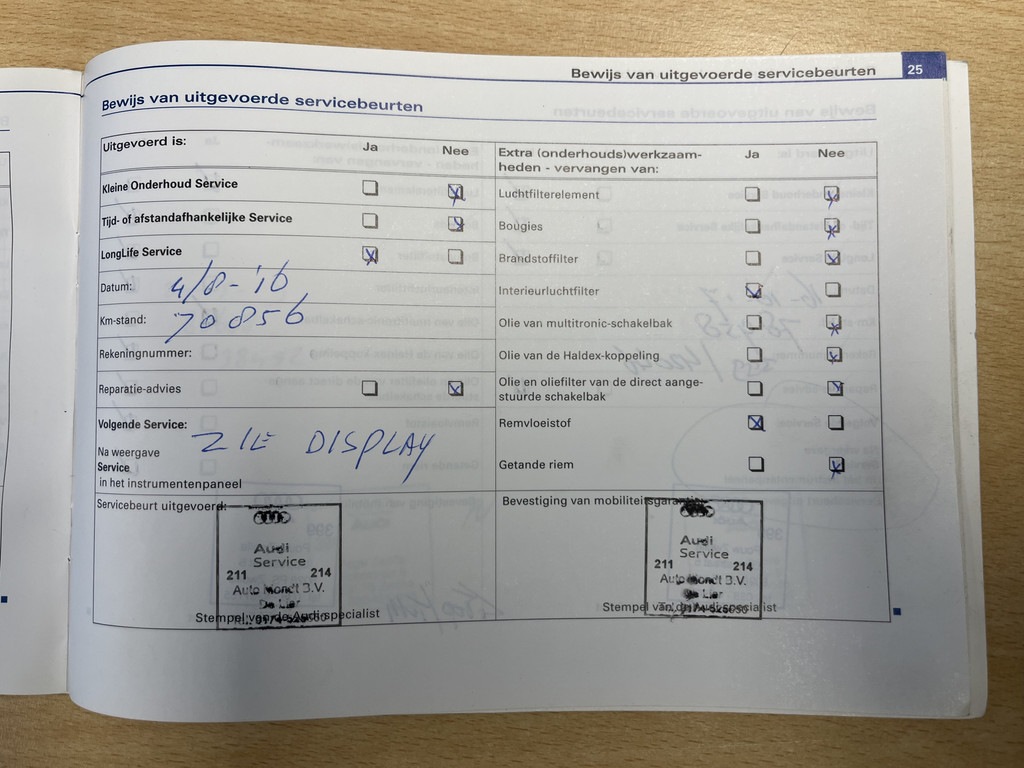 Bewijs van uitgevoerde servicebeurten 25
Bewijs van uitgevoerde servicebeurten
Uitgevoerd is: Ja Nee
Kleine Onderhoud Service
Tijd- of afstandafhankelijke Service
LongLife Service
Datum: 4/8-'16
Km-stand: 70856
Rekeningnummer:
Reparatie-advies
Volgende Service:
ZIE DISPLAY
Na weergave
Service
in het instrumentenpaneel
Servicebeurt uitgevoerd:
Audi
Service
211 214
Auto Mondt B.V.
De Lier
Stempel van de Audi specialist
Extra (onderhouds)werkzaam-
heden - vervangen van: Ja Nee
Luchtfilterelement
Bougies
Brandstoffilter
Interieurluchtfilter
Olie van multitronic-schakelbak
Olie van de Haldex-koppeling
Olie en oliefilter van de direct aange-
stuurde schakelbak
Remvloeistof
Getande riem
Bevestiging van mobiliteitsgarantie:
Audi
Service
211 214
Auto Mondt B.V.
De Lier
Stempel van de Audi specialist